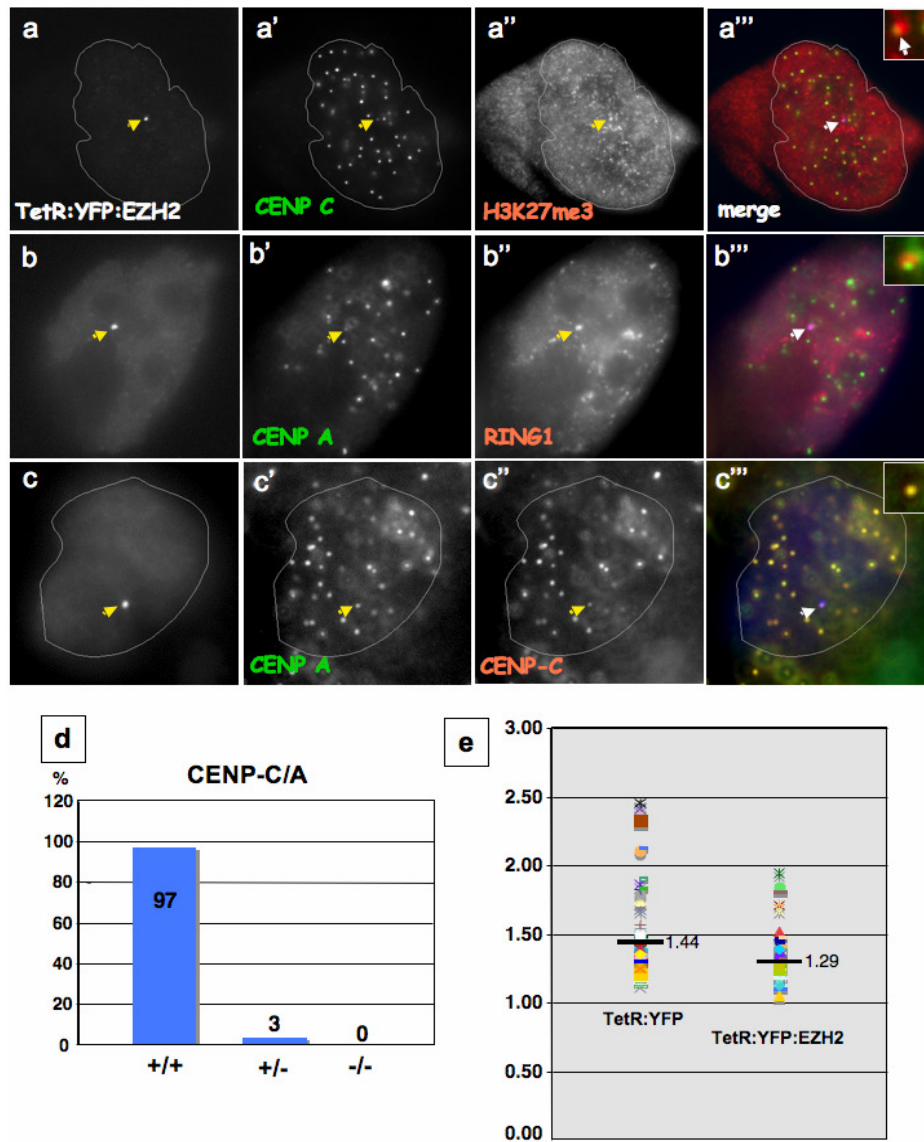 a a' a'' a'''
TetR:YFP:EZH2 CENP C H3K27me3 merge
b b' b'' b'''
CENP A RING1
c c' c'' c'''
CENP A CENP-C
d
CENP-C/A
%
120
100
80
60
40
20
0
97
3
0
+/+ +/- -/-
e
3.00
2.50
2.00
1.50
1.00
0.50
0.00
1.44
1.29
TetR:YFP
TetR:YFP:EZH2